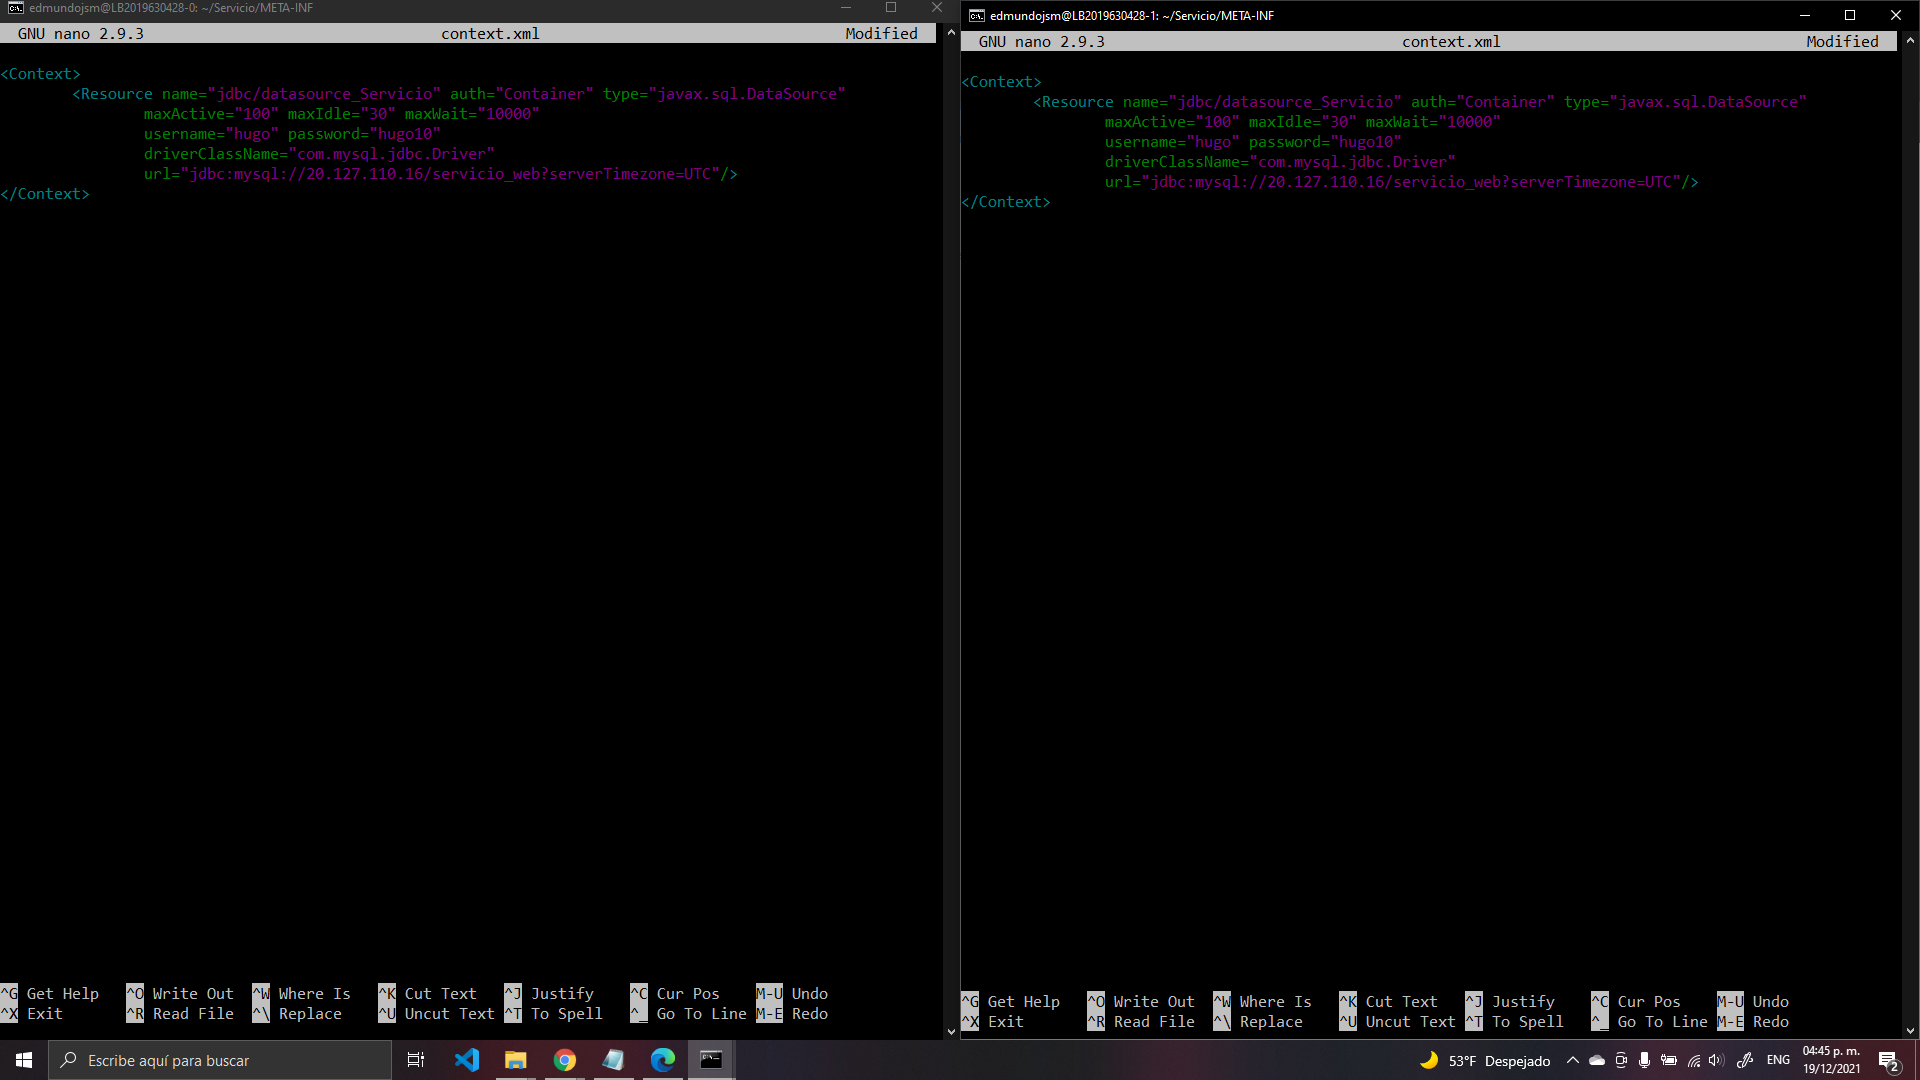 edmundojsm@LB2019630428-0: ~/Servicio/META-INF
GNU nano 2.9.3 context.xml Modified
<Context>
<Resource name="jdbc/datasource_Servicio" auth="Container" type="javax.sql.DataSource"
maxActive="100" maxIdle="30" maxWait="10000"
username="hugo" password="hugo10"
driverClassName="com.mysql.jdbc.Driver"
url="jdbc:mysql://20.127.110.16/servicio_web?serverTimezone=UTC"/>
</Context>
^G Get Help ^O Write Out ^W Where Is ^K Cut Text ^J Justify ^C Cur Pos M-U Undo
^X Exit ^R Read File ^\ Replace ^U Uncut Text ^T To Spell ^_ Go To Line M-E Redo
edmundojsm@LB2019630428-1: ~/Servicio/META-INF
GNU nano 2.9.3 context.xml Modified
<Context>
<Resource name="jdbc/datasource_Servicio" auth="Container" type="javax.sql.DataSource"
maxActive="100" maxIdle="30" maxWait="10000"
username="hugo" password="hugo10"
driverClassName="com.mysql.jdbc.Driver"
url="jdbc:mysql://20.127.110.16/servicio_web?serverTimezone=UTC"/>
</Context>
^G Get Help ^O Write Out ^W Where Is ^K Cut Text ^J Justify ^C Cur Pos M-U Undo
^X Exit ^R Read File ^\ Replace ^U Uncut Text ^T To Spell ^_ Go To Line M-E Redo
Escribe aquí para buscar
53°F Despejado
ENG
04:45 p. m.
19/12/2021
2